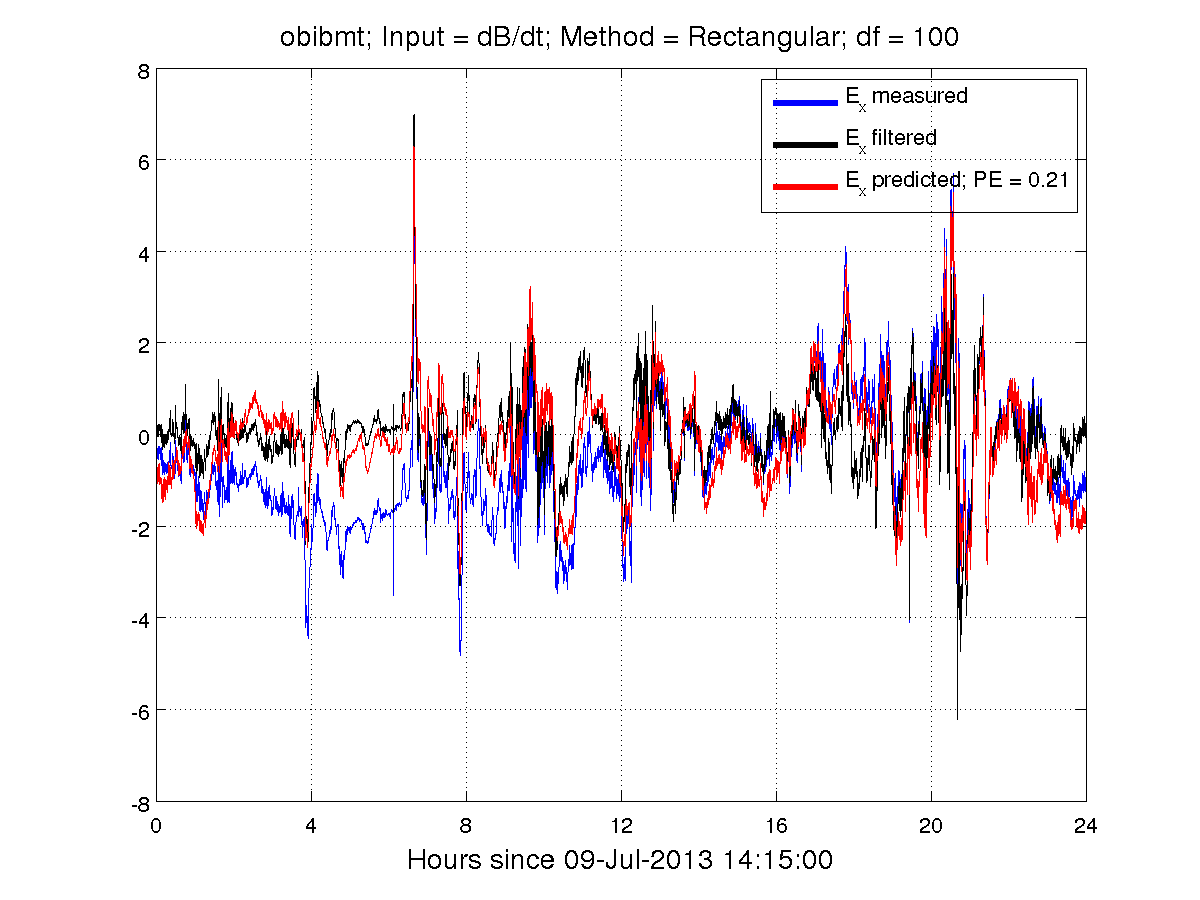 obibmt; Input = dB/dt; Method = Rectangular; df = 100
8
6
4
2
0
-2
-4
-6
-8
E_x measured
E_x filtered
E_x predicted; PE = 0.21
0 4 8 12 16 20 24
Hours since 09-Jul-2013 14:15:00